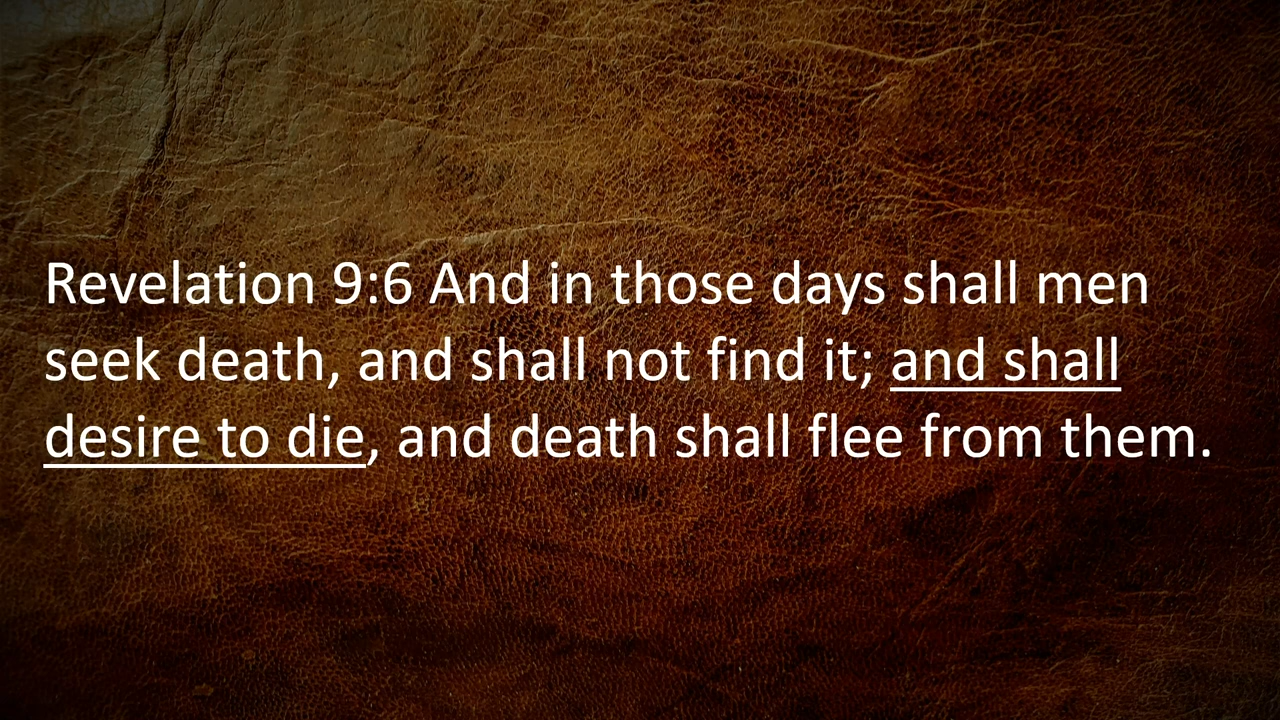 Revelation 9:6 And in those days shall men
seek death, and shall not find it; and shall
desire to die, and death shall flee from them.